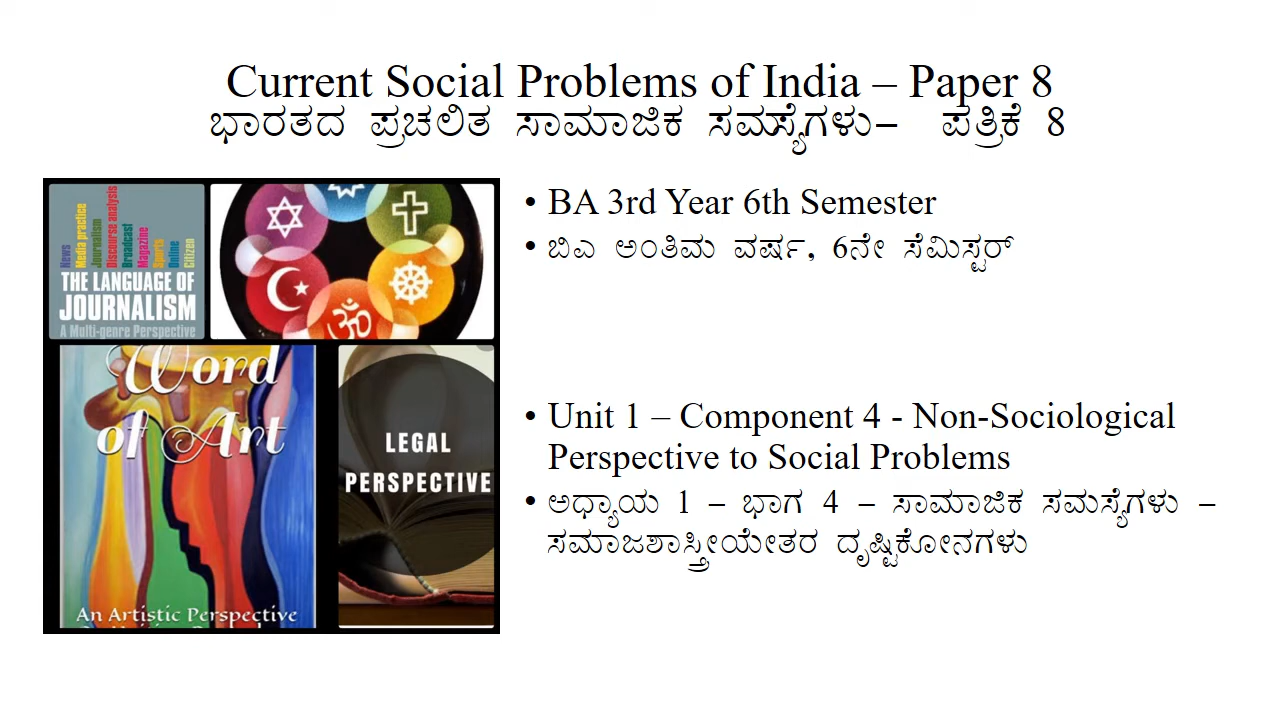 Current Social Problems of India – Paper 8
ಭಾರತದ ಪ್ರಚಲಿತ ಸಾಮಾಜಿಕ ಸಮಸ್ಯೆಗಳು– ಪತ್ರಿಕೆ 8
News
Media practice
Journalism
Discourse analysis
Broadcast
Magazine
Sports
Online
Citizen
THE LANGUAGE OF
JOURNALISM
A Multi-genre Perspective
Word
of Art
An Artistic Perspective
LEGAL
PERSPECTIVE
• BA 3rd Year 6th Semester
• ಬಿಎ ಅಂತಿಮ ವರ್ಷ, 6ನೇ ಸೆಮಿಸ್ಟರ್
• Unit 1 – Component 4 - Non-Sociological
Perspective to Social Problems
• ಅಧ್ಯಾಯ 1 – ಭಾಗ 4 – ಸಾಮಾಜಿಕ ಸಮಸ್ಯೆಗಳು –
ಸಮಾಜಶಾಸ್ತ್ರೀಯೇತರ ದೃಷ್ಟಿಕೋನಗಳು